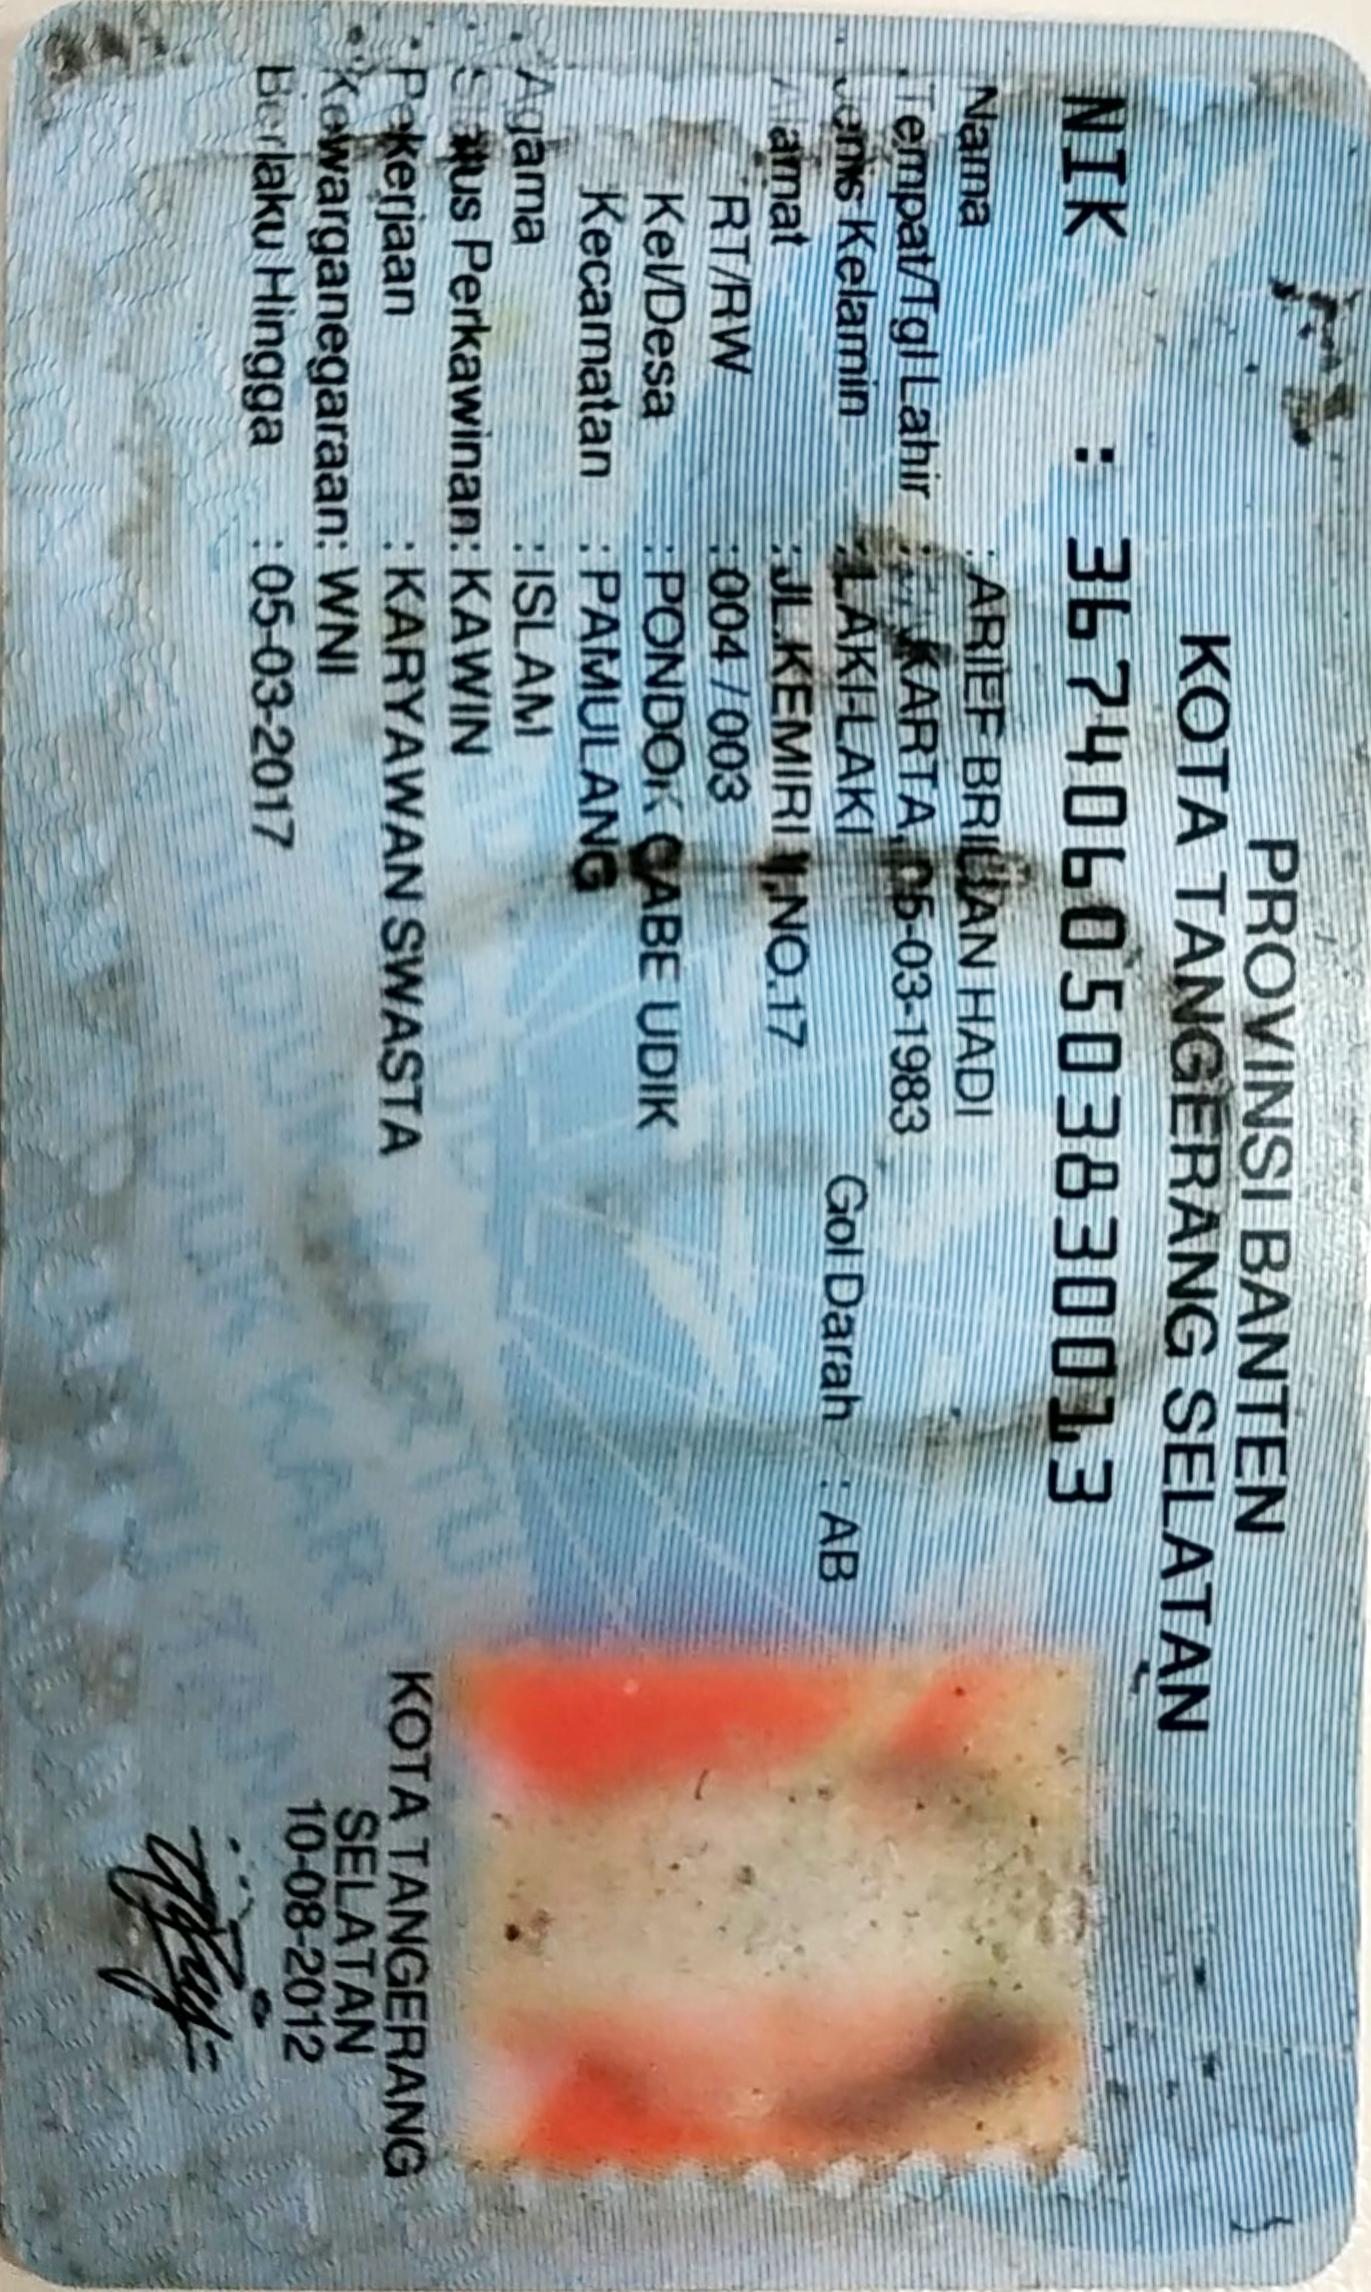 PROVINSI BANTEN
KOTA TANGERANG SELATAN
NIK : 3674060503830013
Nama : ARIEF BRILIAN HADI
Tempat/Tgl Lahir : KARTA, 05-03-1983
Jenis Kelamin : LAKI-LAKI Gol Darah : AB
Alamat : JL.KEMIRI NO.17
RT/RW : 004 / 003
Kel/Desa : PONDOK CABE UDIK
Kecamatan : PAMULANG
Agama : ISLAM
Status Perkawinan: KAWIN
Pekerjaan : KARYAWAN SWASTA
Kewarganegaraan: WNI
Berlaku Hingga : 05-03-2017
KOTA TANGERANG
SELATAN
10-08-2012